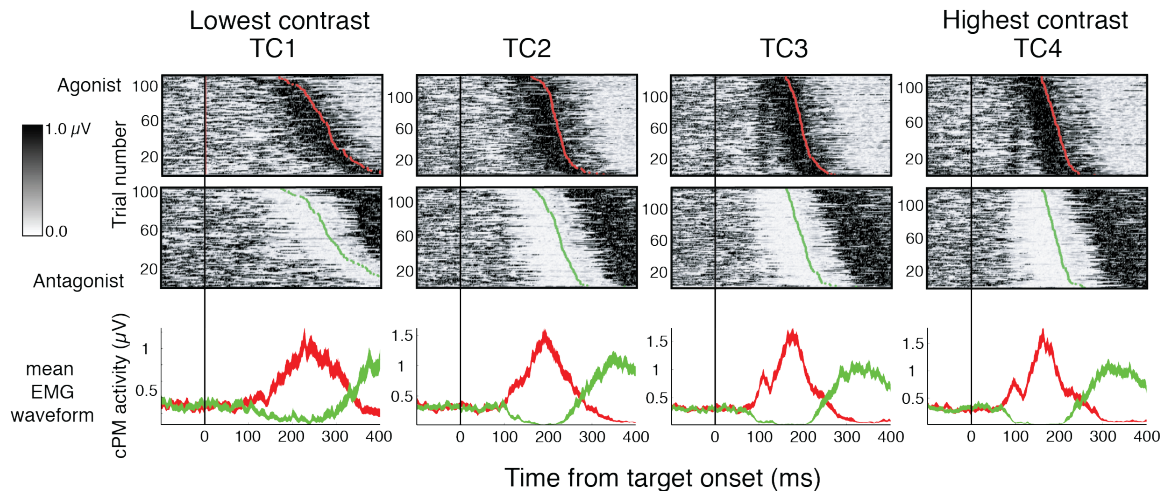 Lowest contrast
Highest contrast
TC1
TC2
TC3
TC4
Agonist
1.0 µV
0.0
Trial number
100
60
20
100
60
20
100
60
20
100
60
20
Antagonist
100
60
20
100
60
20
100
60
20
100
60
20
mean
EMG
waveform
cPM activity (µV)
1
0.5
1.5
1
0.5
1.5
1
0.5
1.5
1
0.5
0 100 200 300 400
0 100 200 300 400
0 100 200 300 400
0 100 200 300 400
Time from target onset (ms)